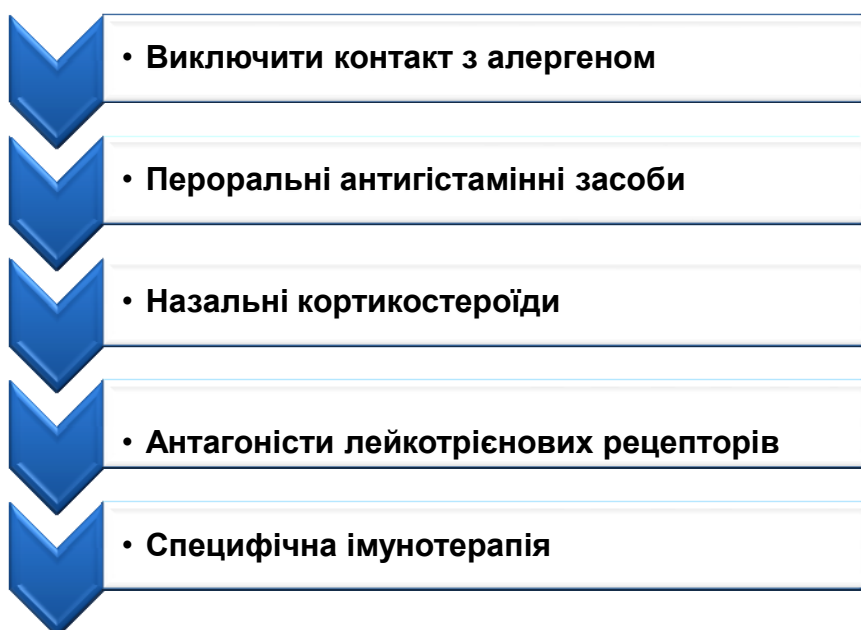 • Виключити контакт з алергеном
• Пероральні антигістамінні засоби
• Назальні кортикостероїди
• Антагоністи лейкотрієнових рецепторів
• Специфічна імунотерапія